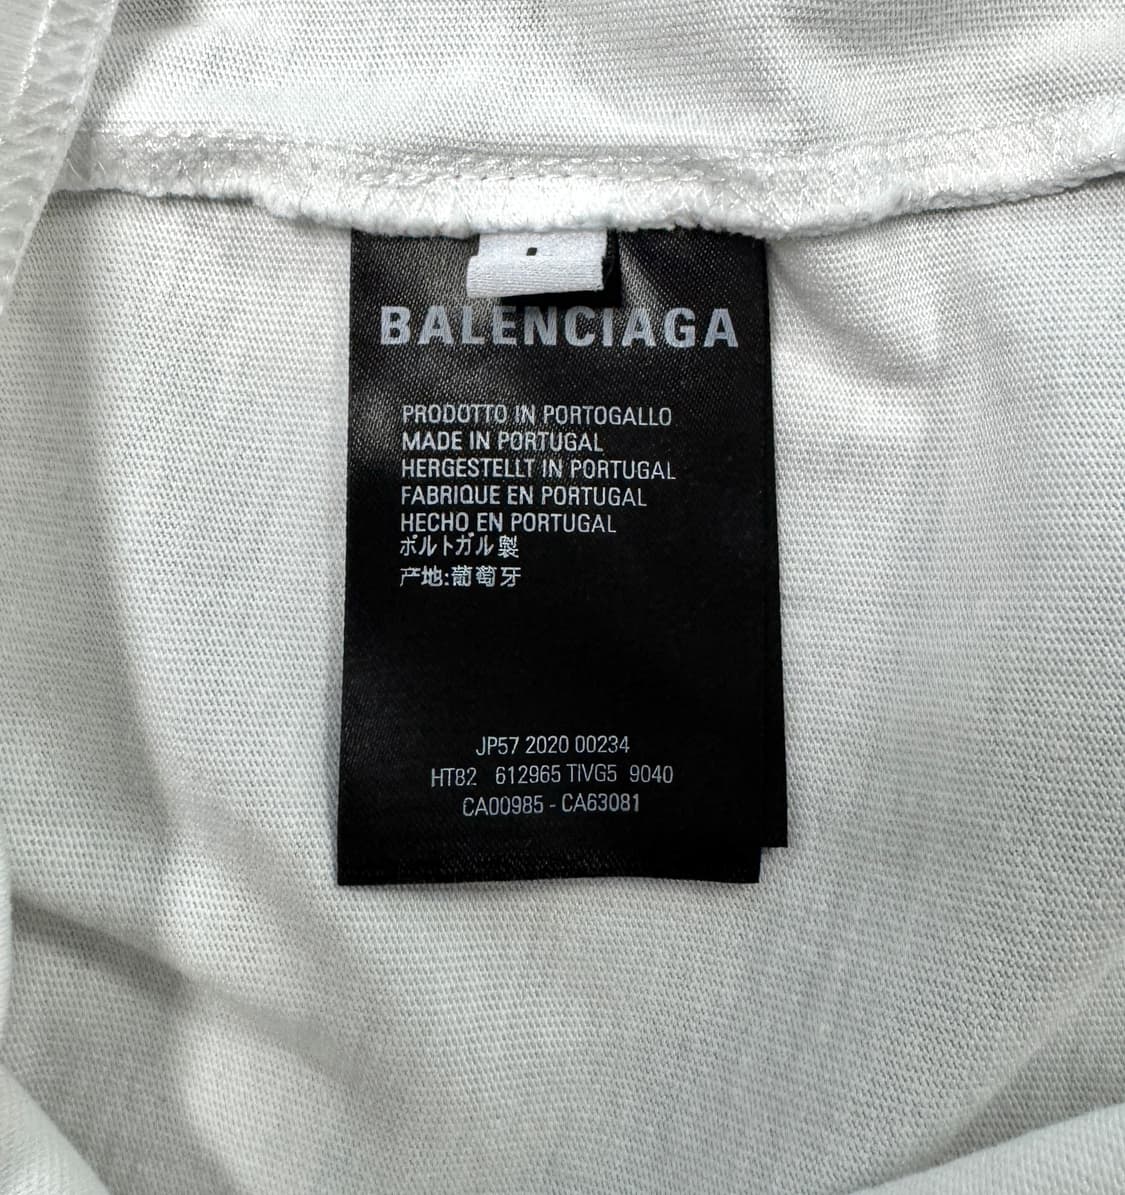 BALENCIAGA
PRODOTTO IN PORTOGALLO
MADE IN PORTUGAL
HERGESTELLT IN PORTUGAL
FABRIQUE EN PORTUGAL
HECHO EN PORTUGAL
ポルトガル製
产地:葡萄牙
JP57 2020 00234
HT82 612965 TIVG5 9040
CA00985 - CA63081